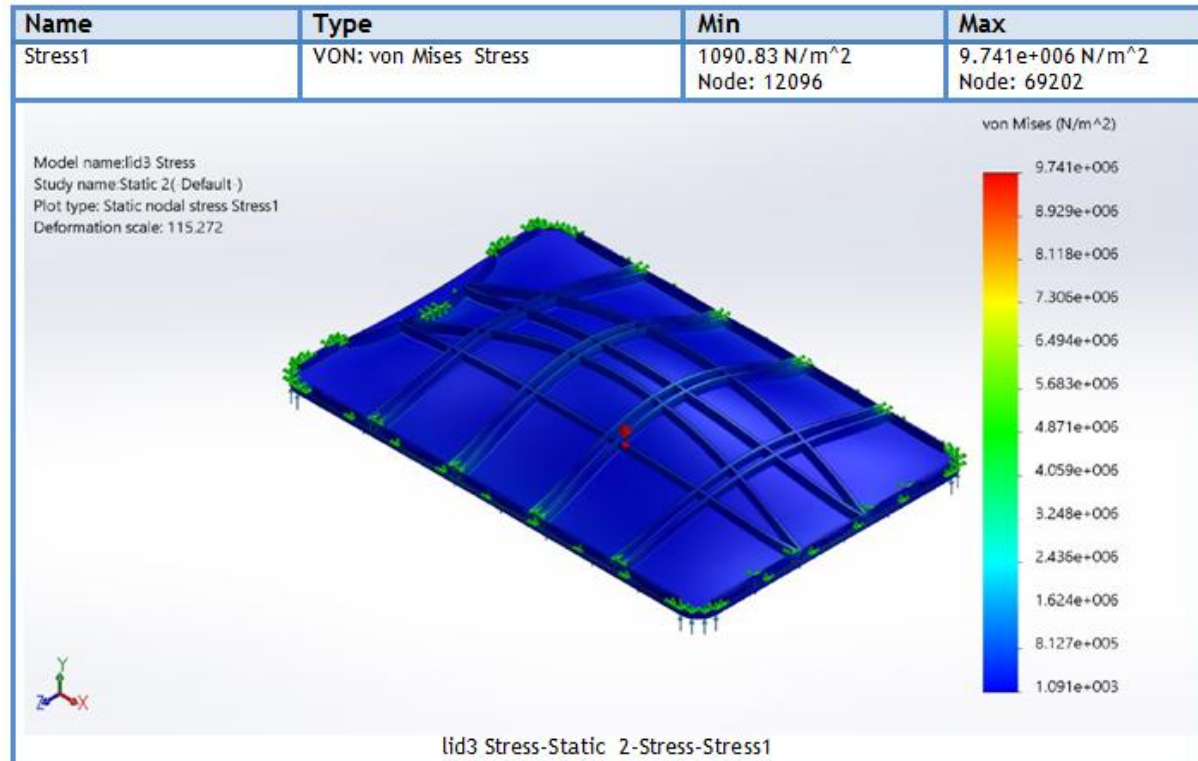 Name Type Min Max
Stress1 VON: von Mises Stress 1090.83 N/m^2 9.741e+006 N/m^2
Node: 12096 Node: 69202
von Mises (N/m^2)
Model name:lid3 Stress
Study name:Static 2(-Default-)
Plot type: Static nodal stress Stress1
Deformation scale: 115.272
9.741e+006
8.929e+006
8.118e+006
7.306e+006
6.494e+006
5.683e+006
4.871e+006
4.059e+006
3.248e+006
2.436e+006
1.624e+006
8.127e+005
1.091e+003
Y
Z X
lid3 Stress-Static 2-Stress-Stress1